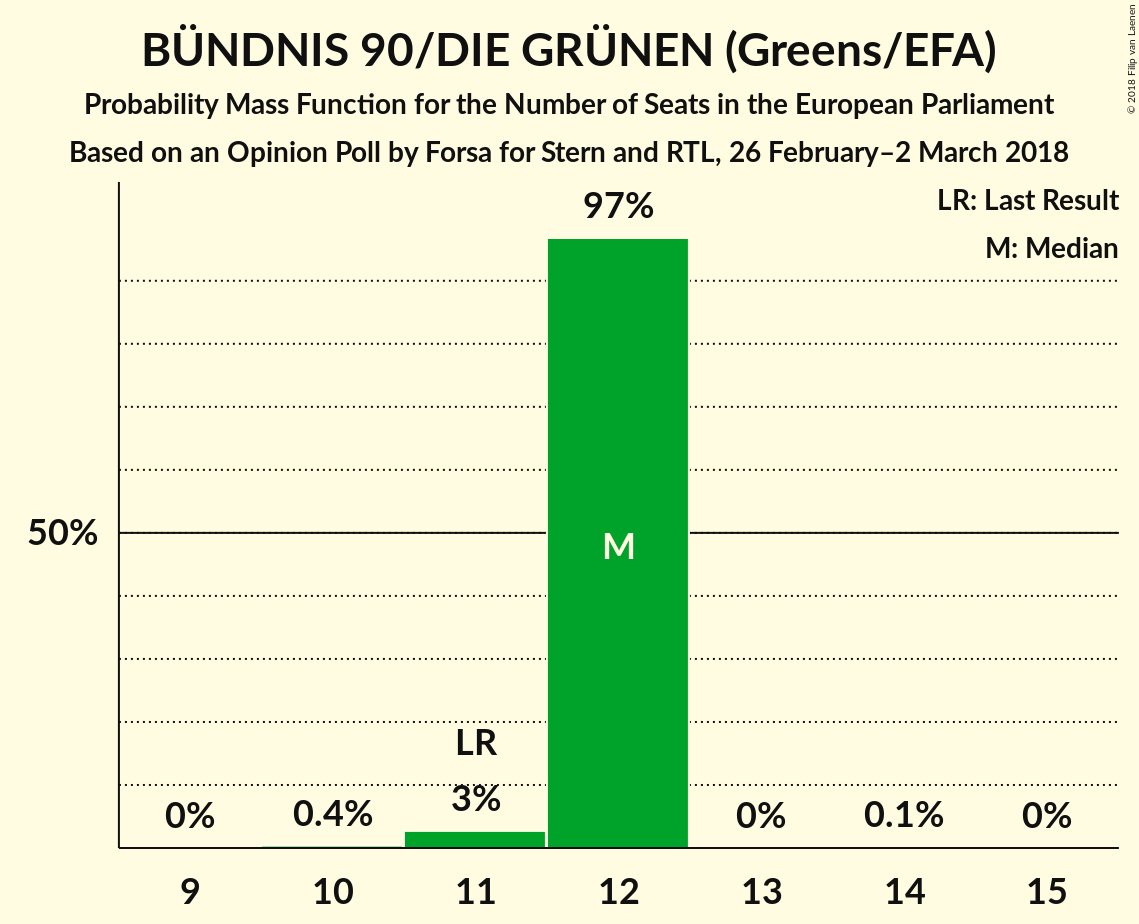 BÜNDNIS 90/DIE GRÜNEN (Greens/EFA)
Probability Mass Function for the Number of Seats in the European Parliament
Based on an Opinion Poll by Forsa for Stern and RTL, 26 February–2 March 2018
© 2018 Filip van Laenen
LR: Last Result
M: Median
97%
50%
M
LR
0%
0.4%
3%
0%
0.1%
0%
9 10 11 12 13 14 15